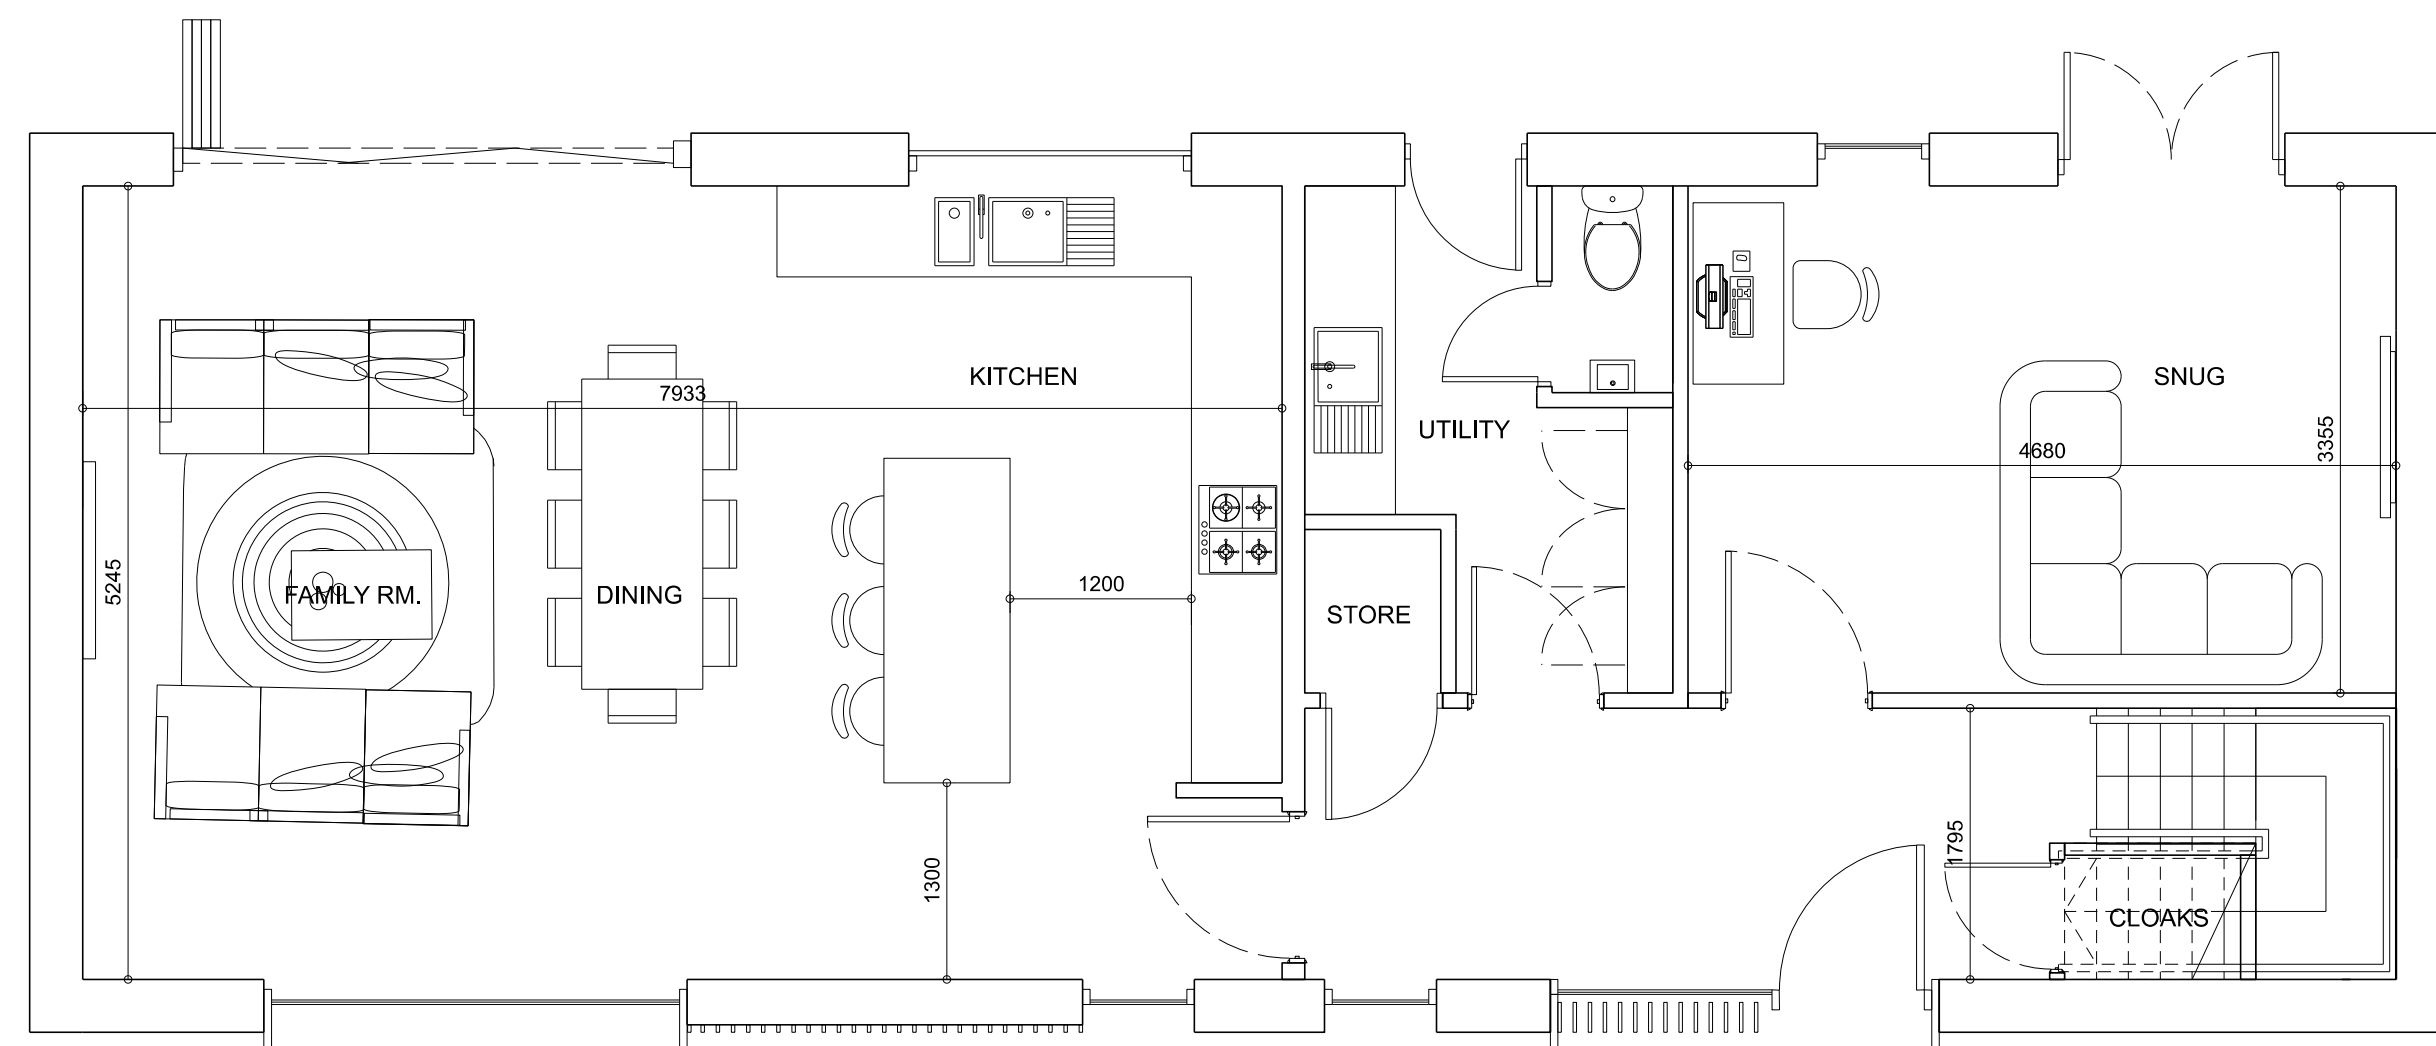 KITCHEN
SNUG
7933
UTILITY
3355
4680
5245
1200
FAMILY RM.
DINING
STORE
1795
1300
CLOAKS